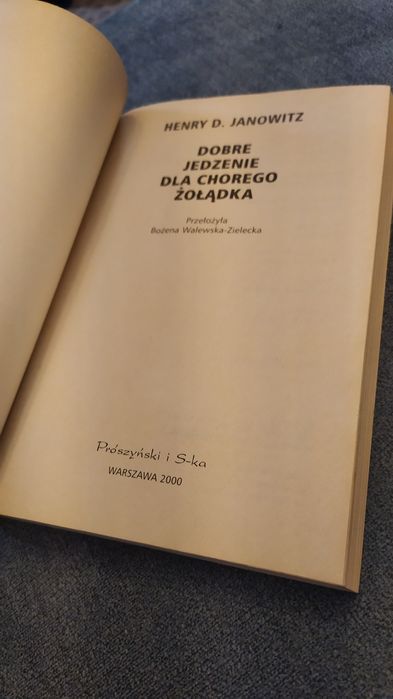 HENRY D. JANOWITZ
DOBRE
JEDZENIE
DLA CHOREGO
ŻOŁĄDKA
Przełożyła
Bożena Walewska-Zielecka
Prószyński i S-ka
WARSZAWA 2000